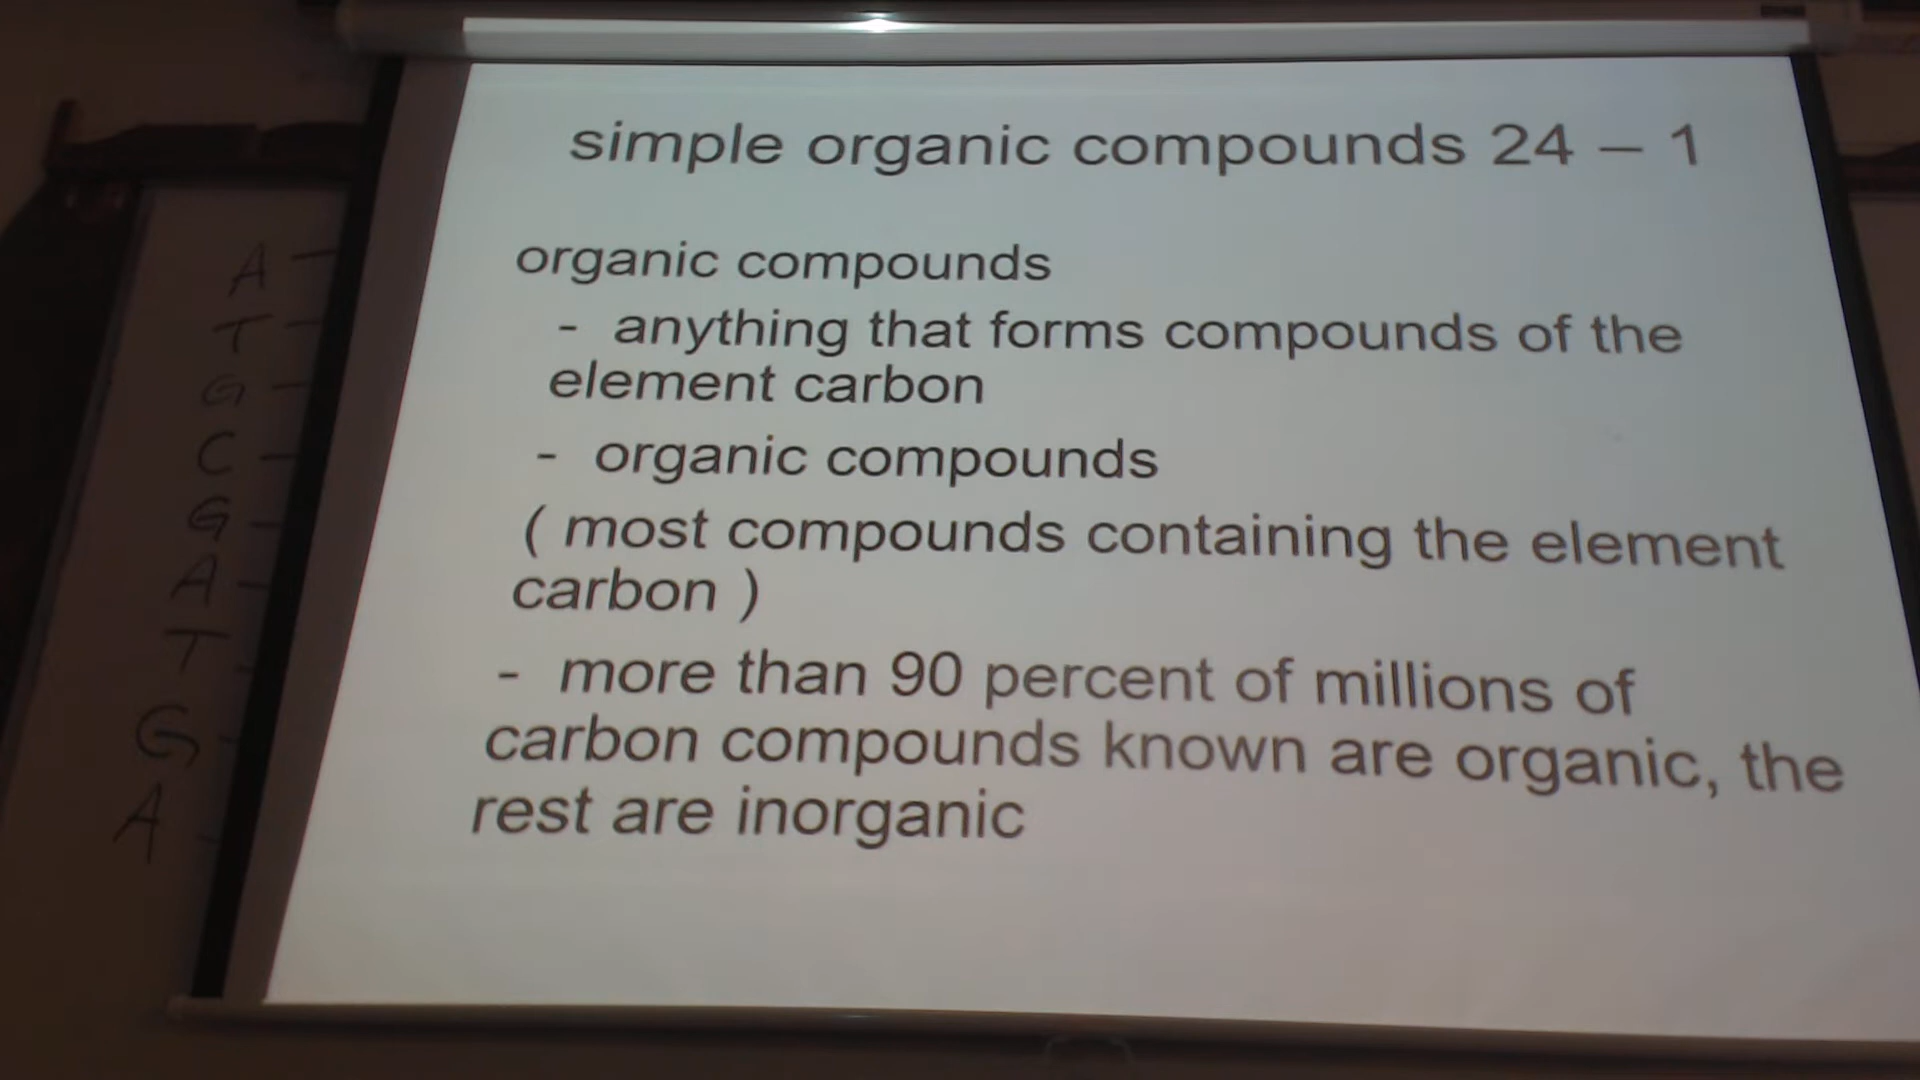 simple organic compounds 24 – 1
organic compounds
- anything that forms compounds of the
element carbon
- organic compounds
( most compounds containing the element
carbon )
- more than 90 percent of millions of
carbon compounds known are organic, the
rest are inorganic
A –
T –
G –
C –
G –
A –
T –
G –
A –